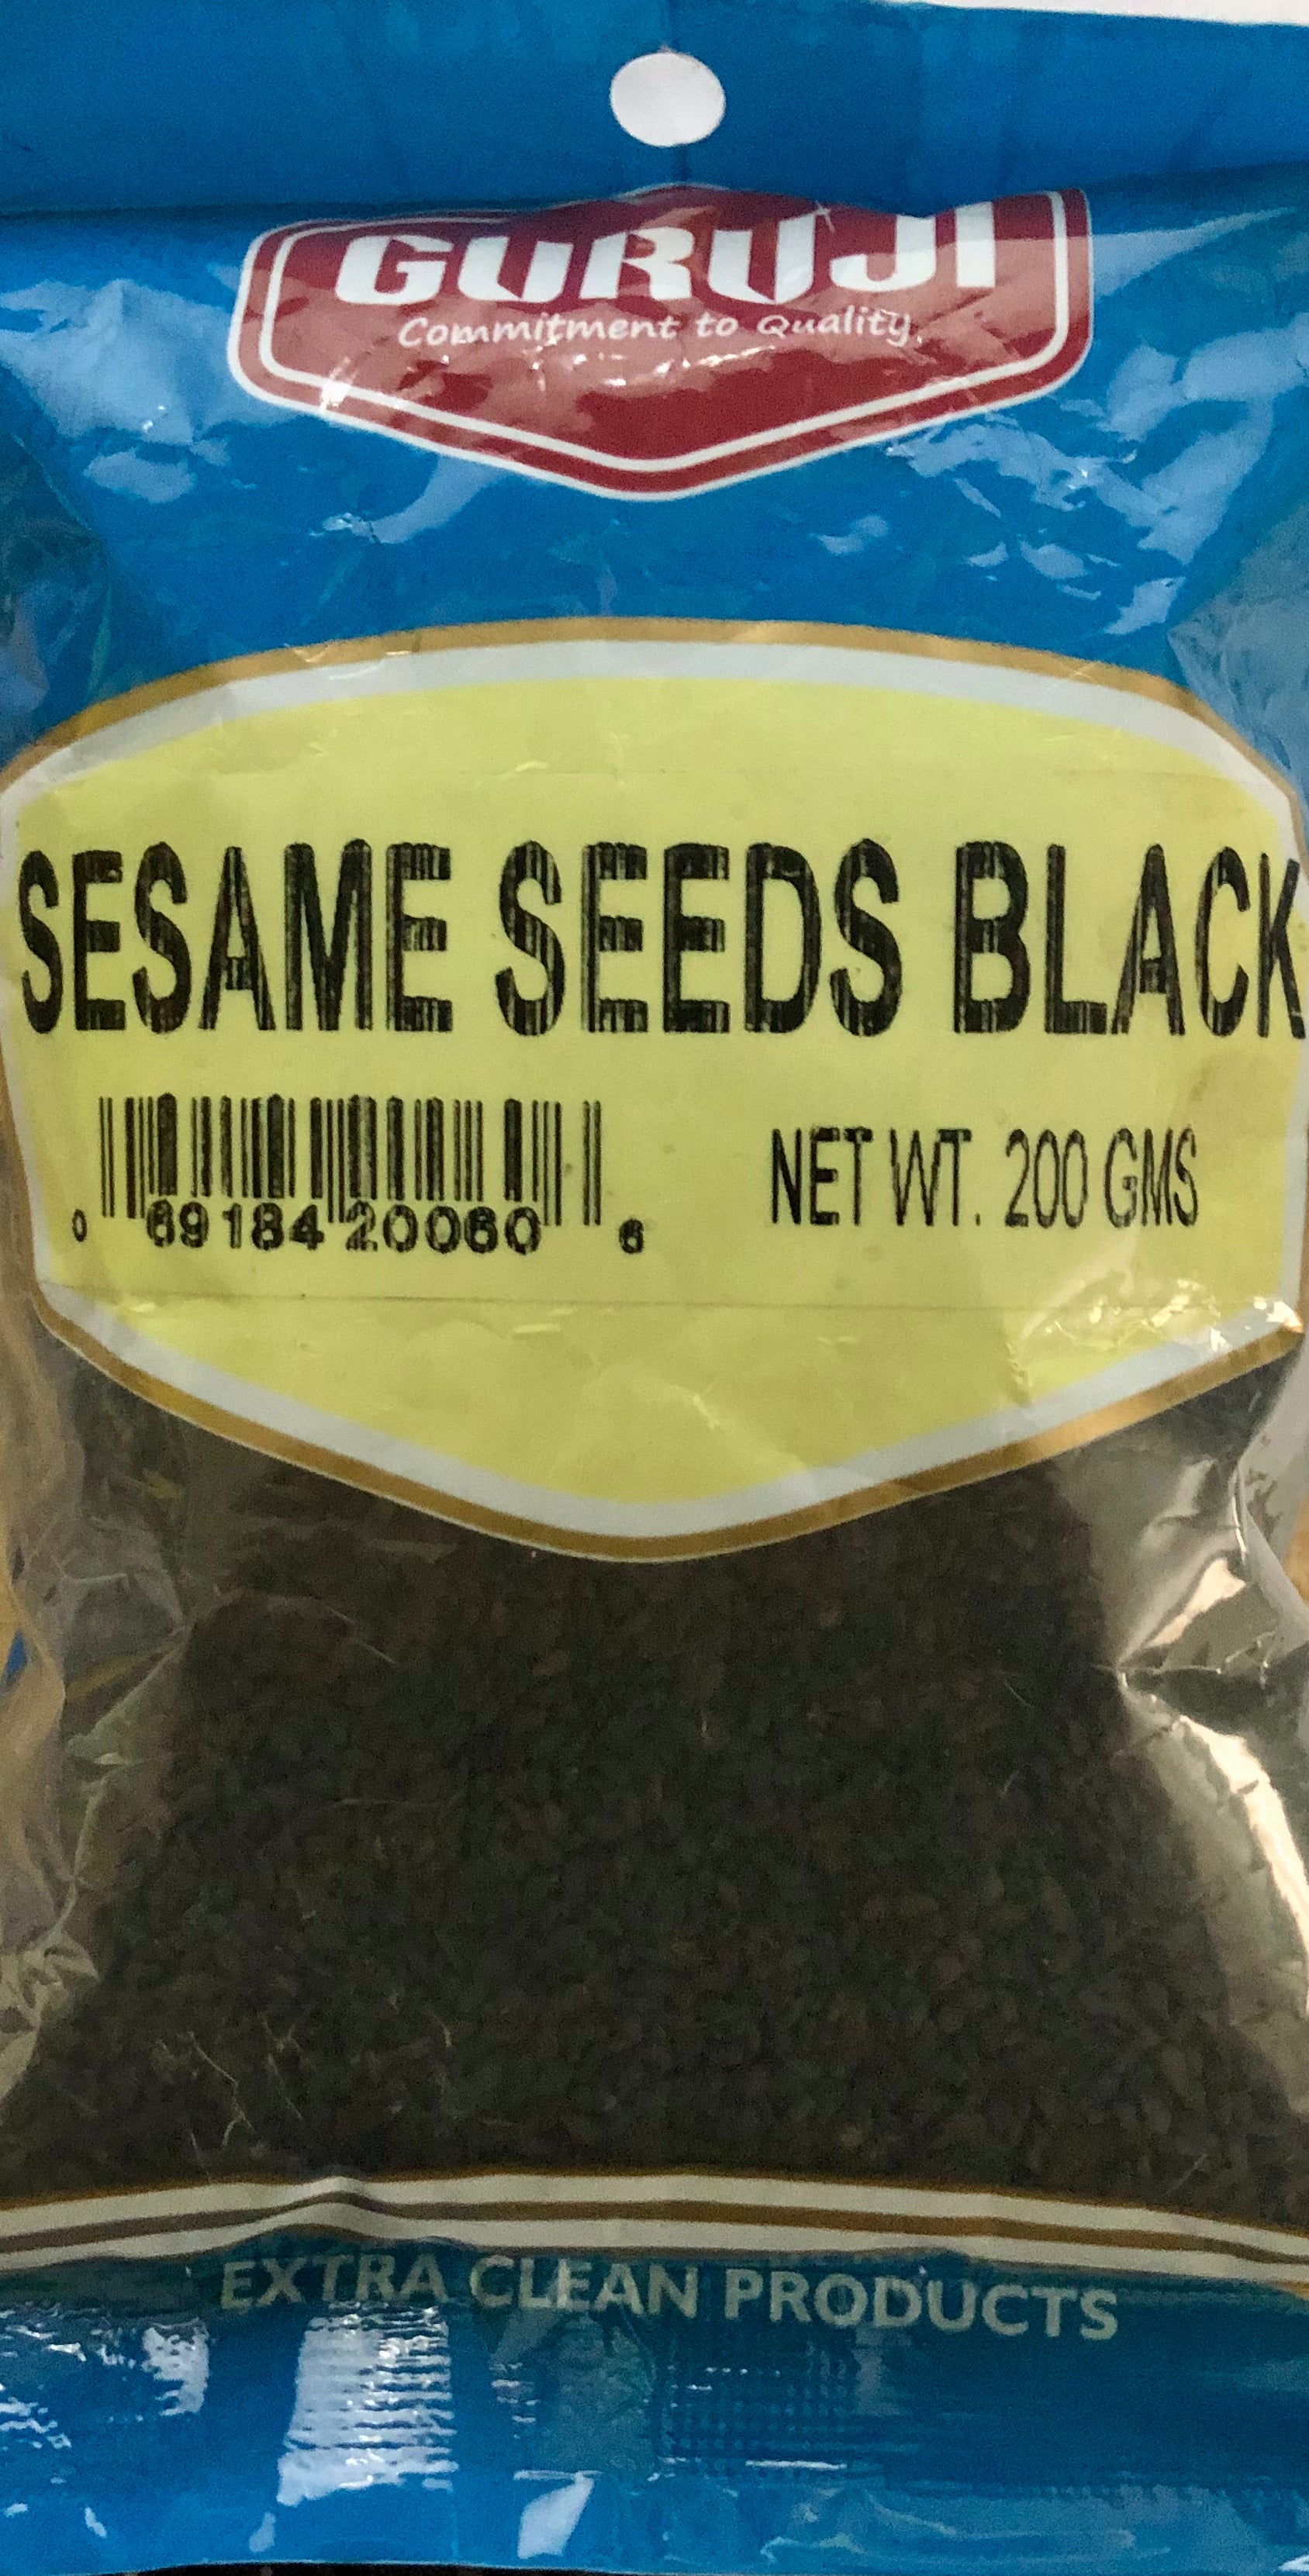 GURUJI
Commitment to Quality
SESAME SEEDS BLACK
0 69184 20060 6
NET WT. 200 GMS
EXTRA CLEAN PRODUCTS